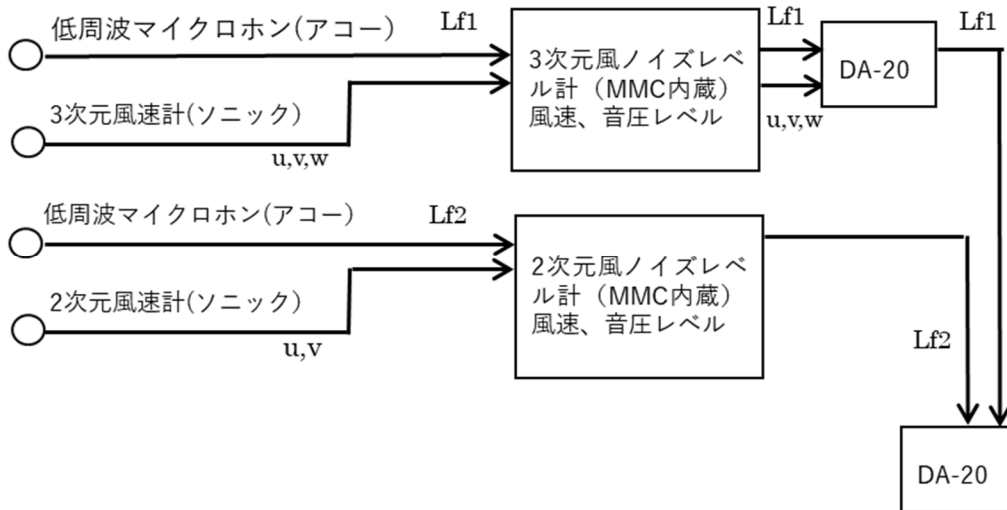 低周波マイクロホン(アコー)
Lf1
3次元風速計(ソニック)
u,v,w
3次元風ノイズレベ
ル計（MMC内蔵）
風速、音圧レベル
Lf1
u,v,w
DA-20
Lf1
低周波マイクロホン(アコー)
Lf2
2次元風速計(ソニック)
u,v
2次元風ノイズレベ
ル計（MMC内蔵）
風速、音圧レベル
Lf2
DA-20